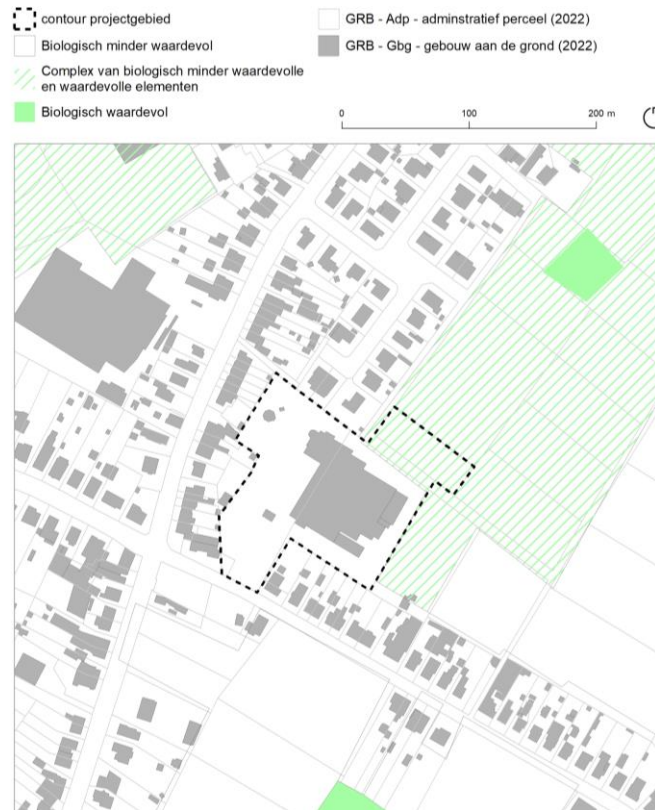 contour projectgebied
Biologisch minder waardevol
Complex van biologisch minder waardevolle
en waardevolle elementen
Biologisch waardevol
GRB - Adp - adminstratief perceel (2022)
GRB - Gbg - gebouw aan de grond (2022)
0 100 200 m